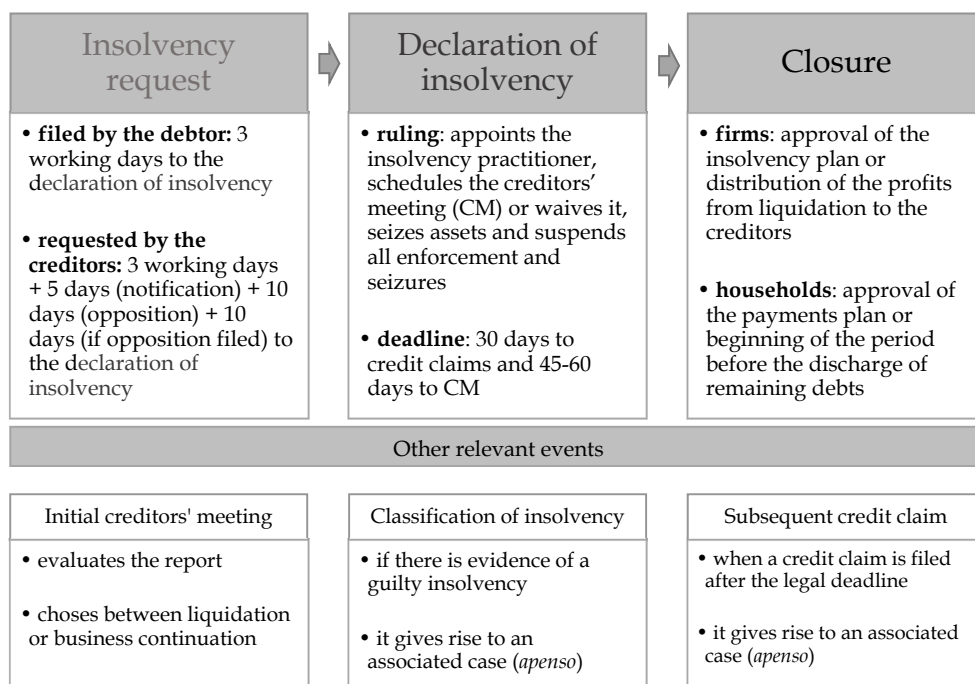 Insolvency
request
• filed by the debtor: 3
working days to the
declaration of insolvency
• requested by the
creditors: 3 working days
+ 5 days (notification) + 10
days (opposition) + 10
days (if opposition filed) to
the declaration of
insolvency
Declaration of
insolvency
• ruling: appoints the
insolvency practitioner,
schedules the creditors'
meeting (CM) or waives it,
seizes assets and suspends
all enforcement and
seizures
• deadline: 30 days to
credit claims and 45-60
days to CM
Closure
• firms: approval of the
insolvency plan or
distribution of the profits
from liquidation to the
creditors
• households: approval of
the payments plan or
beginning of the period
before the discharge of
remaining debts
Other relevant events
Initial creditors' meeting
• evaluates the report
• choses between liquidation
or business continuation
Classification of insolvency
• if there is evidence of a
guilty insolvency
• it gives rise to an
associated case (apenso)
Subsequent credit claim
• when a credit claim is filed
after the legal deadline
• it gives rise to an associated
case (apenso)